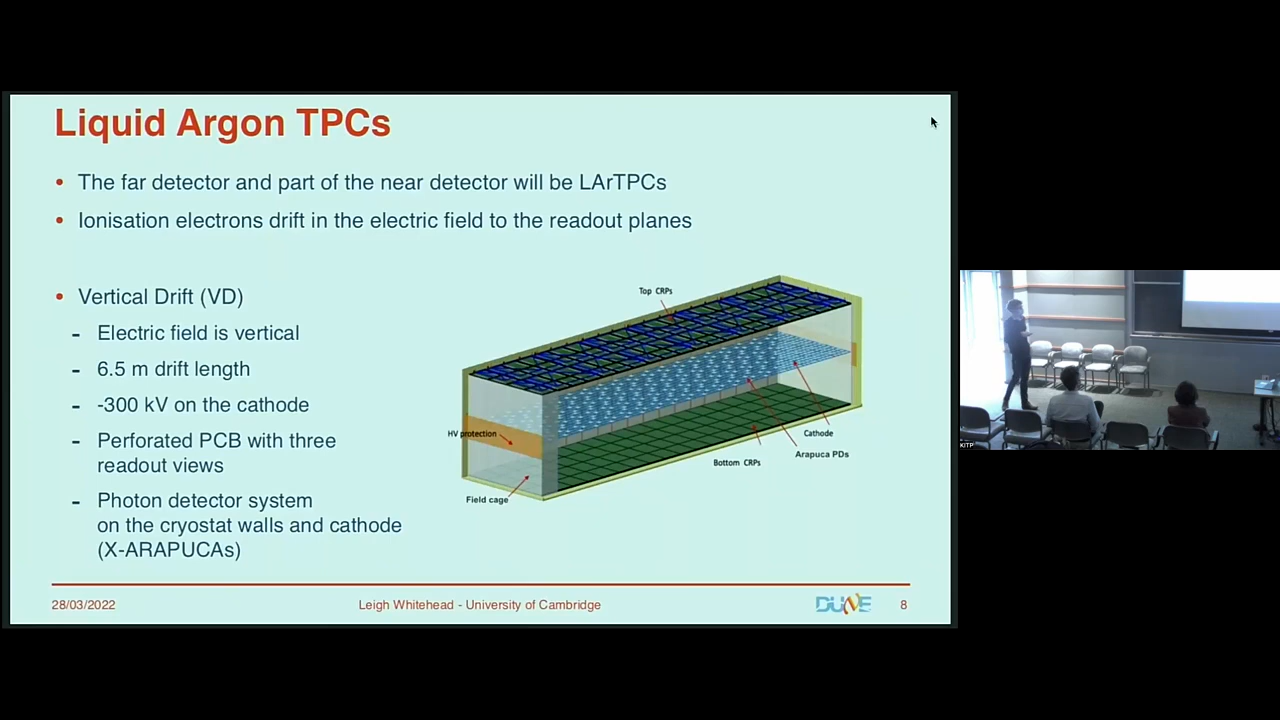 Liquid Argon TPCs
• The far detector and part of the near detector will be LArTPCs
• Ionisation electrons drift in the electric field to the readout planes
• Vertical Drift (VD)
- Electric field is vertical
- 6.5 m drift length
- -300 kV on the cathode
- Perforated PCB with three
readout views
- Photon detector system
on the cryostat walls and cathode
(X-ARAPUCAs)
Top CRPs
HV protection
Cathode
Arapuca PDs
Bottom CRPs
Field cage
28/03/2022
Leigh Whitehead - University of Cambridge
DUNE
8
KITP